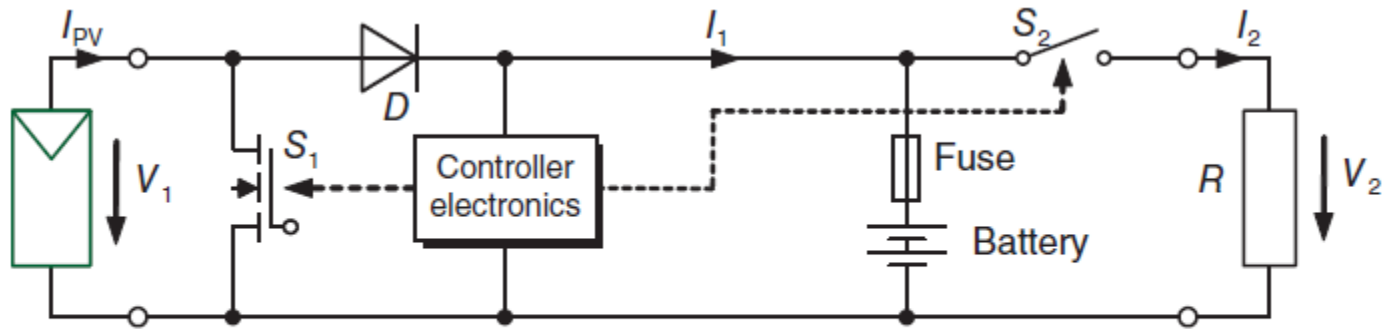 I_PV
I_1
S_2
I_2
D
S_1
V_1
Controller
electronics
Fuse
Battery
R
V_2